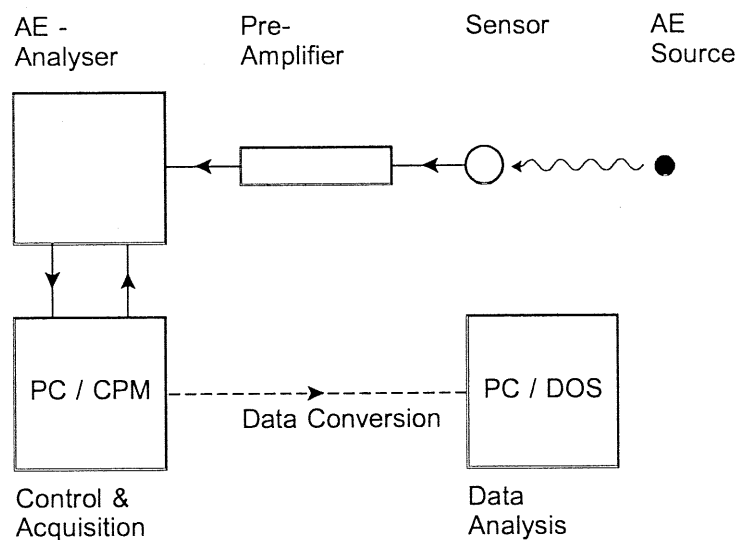 AE -
Analyser
Pre-
Amplifier
Sensor
AE
Source
PC / CPM
Data Conversion
PC / DOS
Control &
Acquisition
Data
Analysis